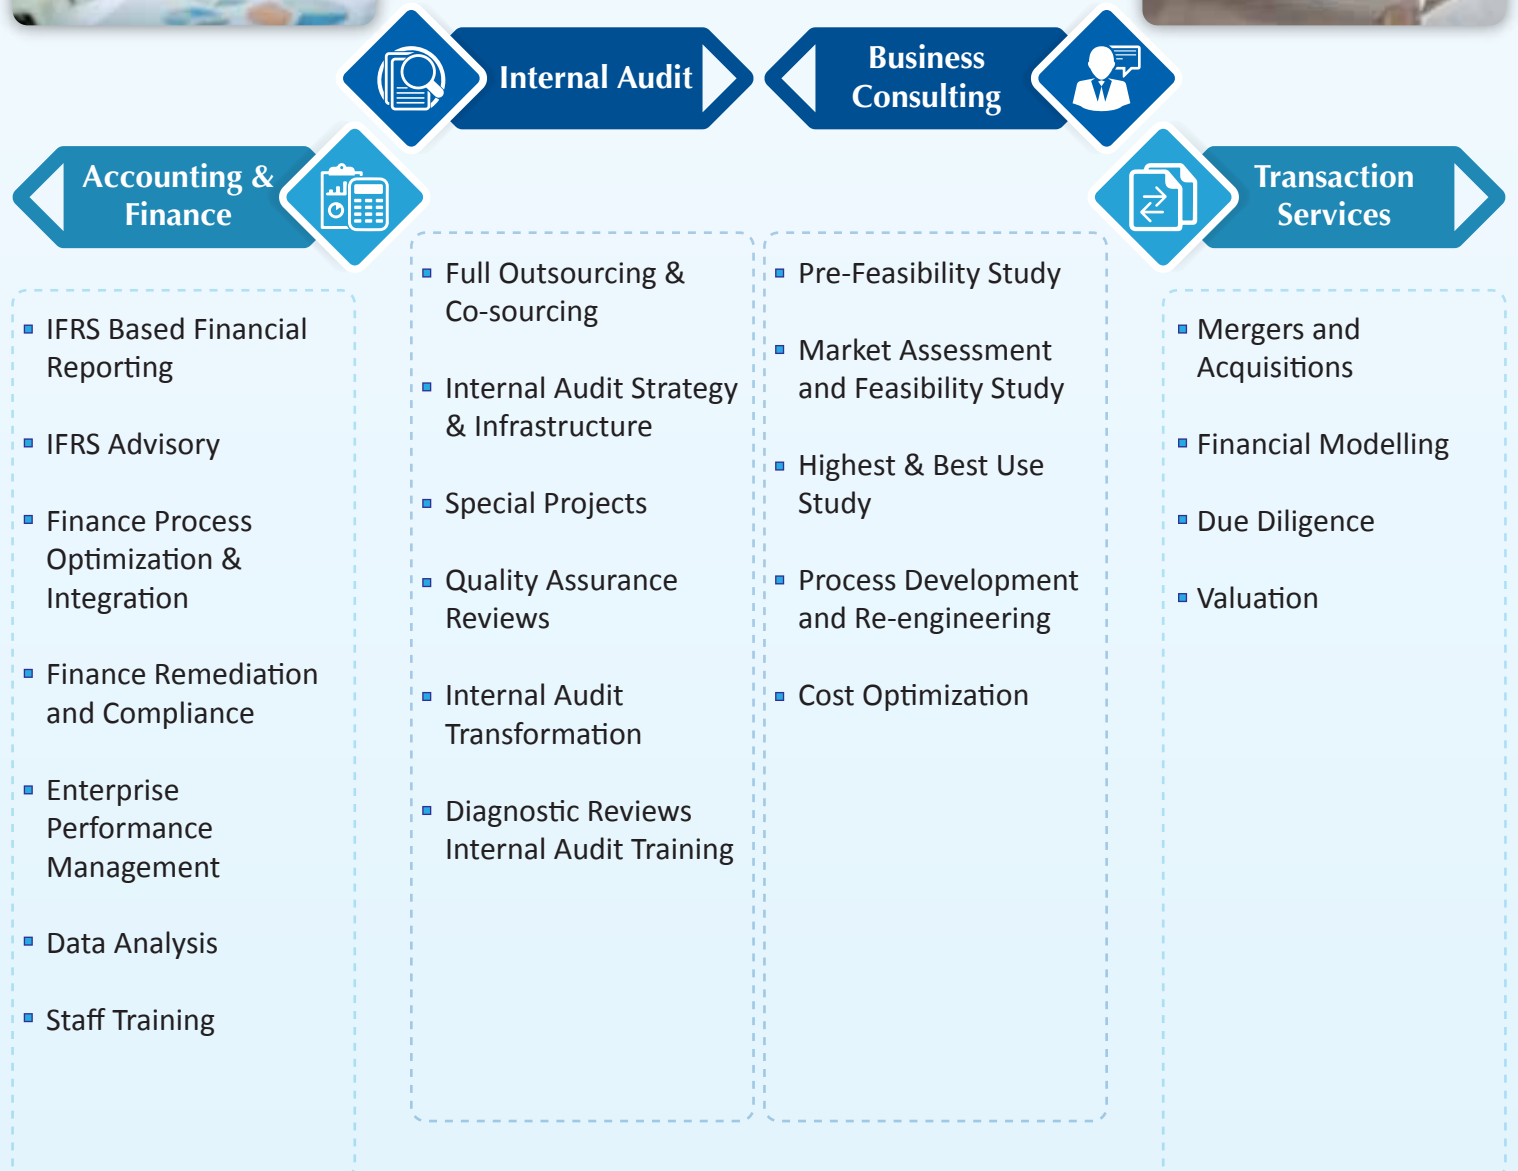 Internal Audit
Business
Consulting
Accounting &
Finance
Transaction
Services
IFRS Based Financial
Reporting
IFRS Advisory
Finance Process
Optimization &
Integration
Finance Remediation
and Compliance
Enterprise
Performance
Management
Data Analysis
Staff Training
Full Outsourcing &
Co-sourcing
Internal Audit Strategy
& Infrastructure
Special Projects
Quality Assurance
Reviews
Internal Audit
Transformation
Diagnostic Reviews
Internal Audit Training
Pre-Feasibility Study
Market Assessment
and Feasibility Study
Highest & Best Use
Study
Process Development
and Re-engineering
Cost Optimization
Mergers and
Acquisitions
Financial Modelling
Due Diligence
Valuation